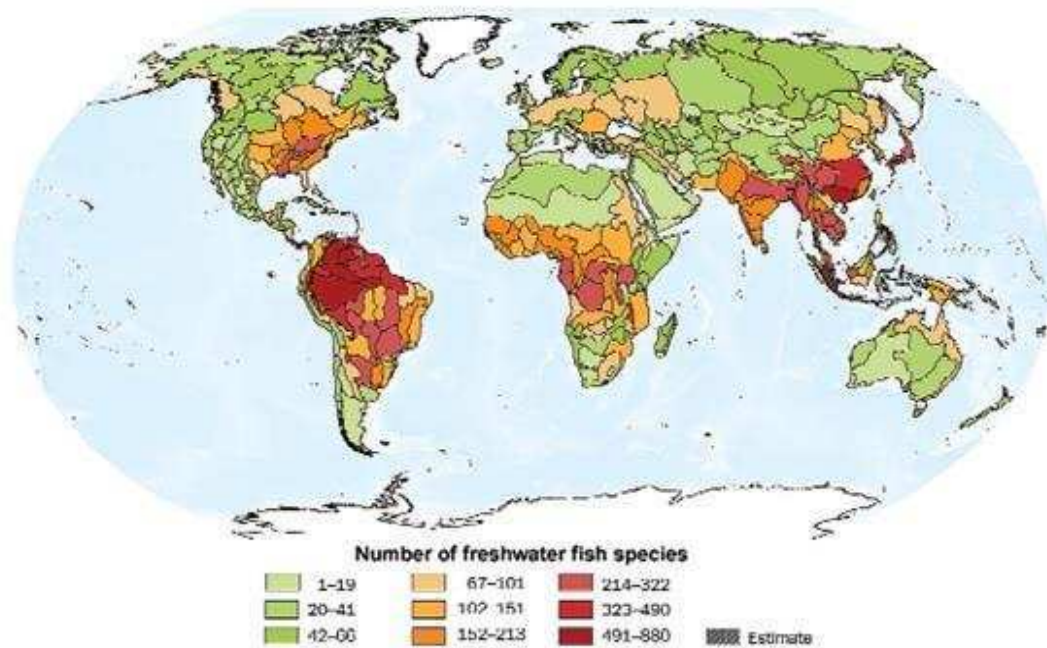 Number of freshwater fish species
1–19 67–101 214–322
20–41 102–151 323–490
42–66 152–213 491–880 Estimate